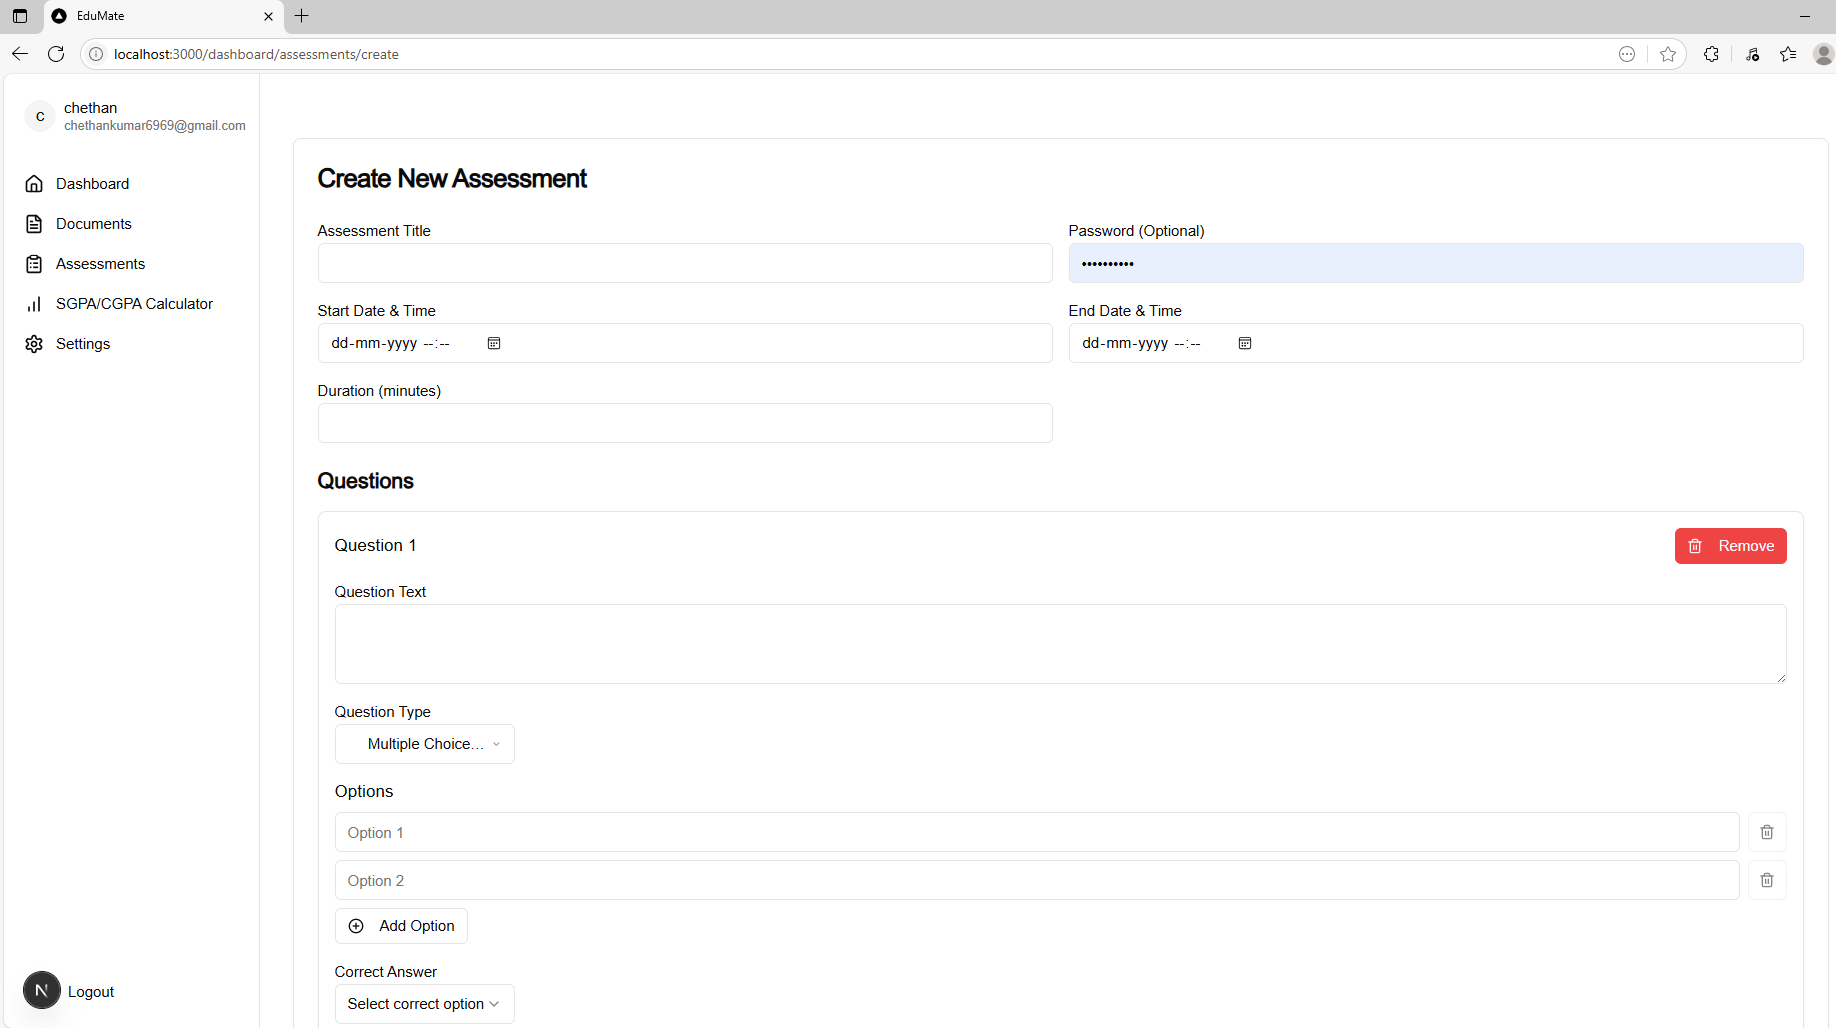 EduMate
localhost:3000/dashboard/assessments/create
C
chethan
chethankumar6969@gmail.com
Dashboard
Documents
Assessments
SGPA/CGPA Calculator
Settings
N
Logout
Create New Assessment
Assessment Title
Password (Optional)
••••••••••
Start Date & Time
End Date & Time
dd-mm-yyyy --:--
dd-mm-yyyy --:--
Duration (minutes)
Questions
Question 1
Remove
Question Text
Question Type
Multiple Choice...
Options
Option 1
Option 2
Add Option
Correct Answer
Select correct option